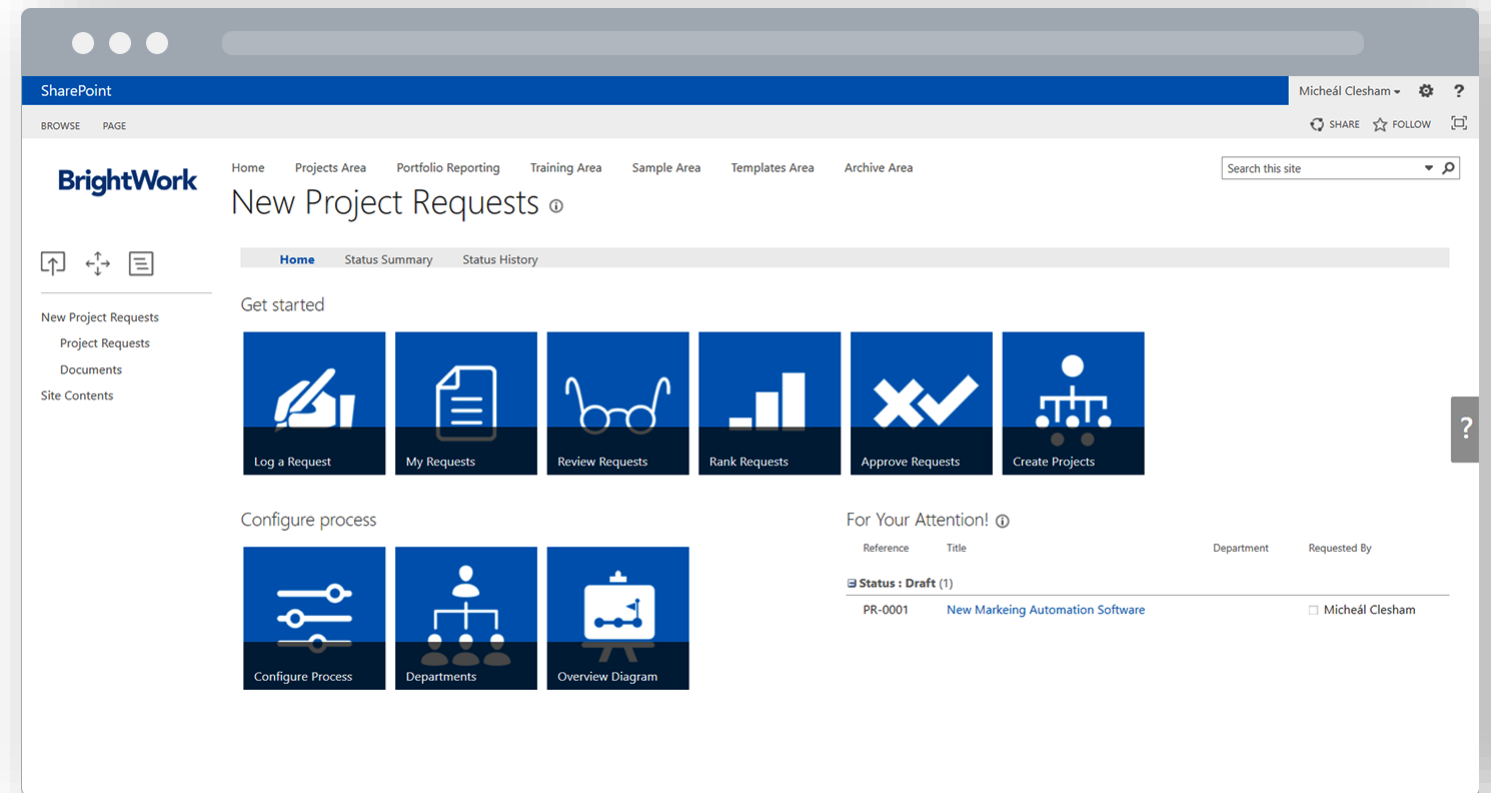 SharePoint
Micheál Clesham
?
BROWSE PAGE
SHARE FOLLOW
BrightWork
Home Projects Area Portfolio Reporting Training Area Sample Area Templates Area Archive Area
Search this site
New Project Requests
Home Status Summary Status History
Get started
New Project Requests
Project Requests
Documents
Site Contents
Log a Request
My Requests
Review Requests
Rank Requests
Approve Requests
Create Projects
?
Configure process
Configure Process
Departments
Overview Diagram
For Your Attention!
Reference Title Department Requested By
Status : Draft (1)
PR-0001 New Markeing Automation Software Micheál Clesham